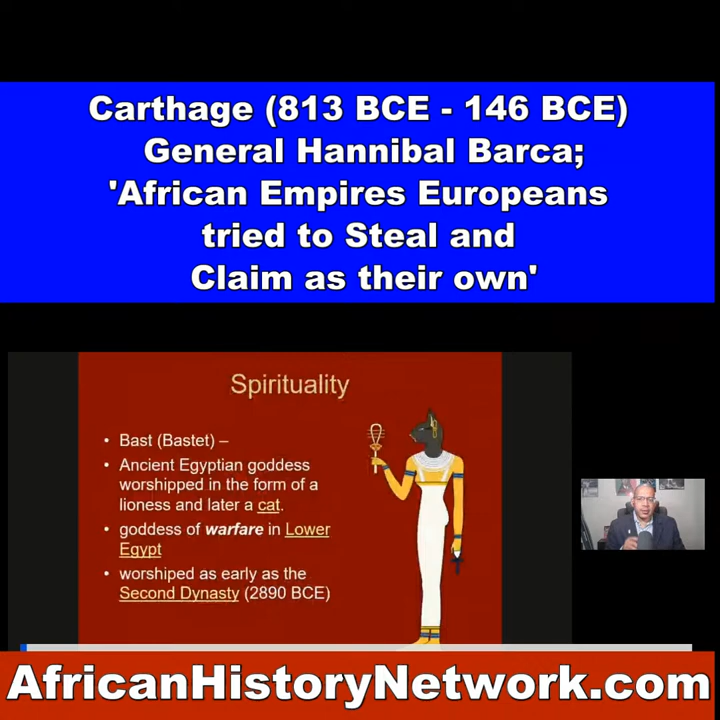 Carthage (813 BCE - 146 BCE)
General Hannibal Barca;
'African Empires Europeans
tried to Steal and
Claim as their own'
Spirituality
• Bast (Bastet) –
• Ancient Egyptian goddess
worshipped in the form of a
lioness and later a cat.
• goddess of warfare in Lower
Egypt
• worshiped as early as the
Second Dynasty (2890 BCE)
AfricanHistoryNetwork.com